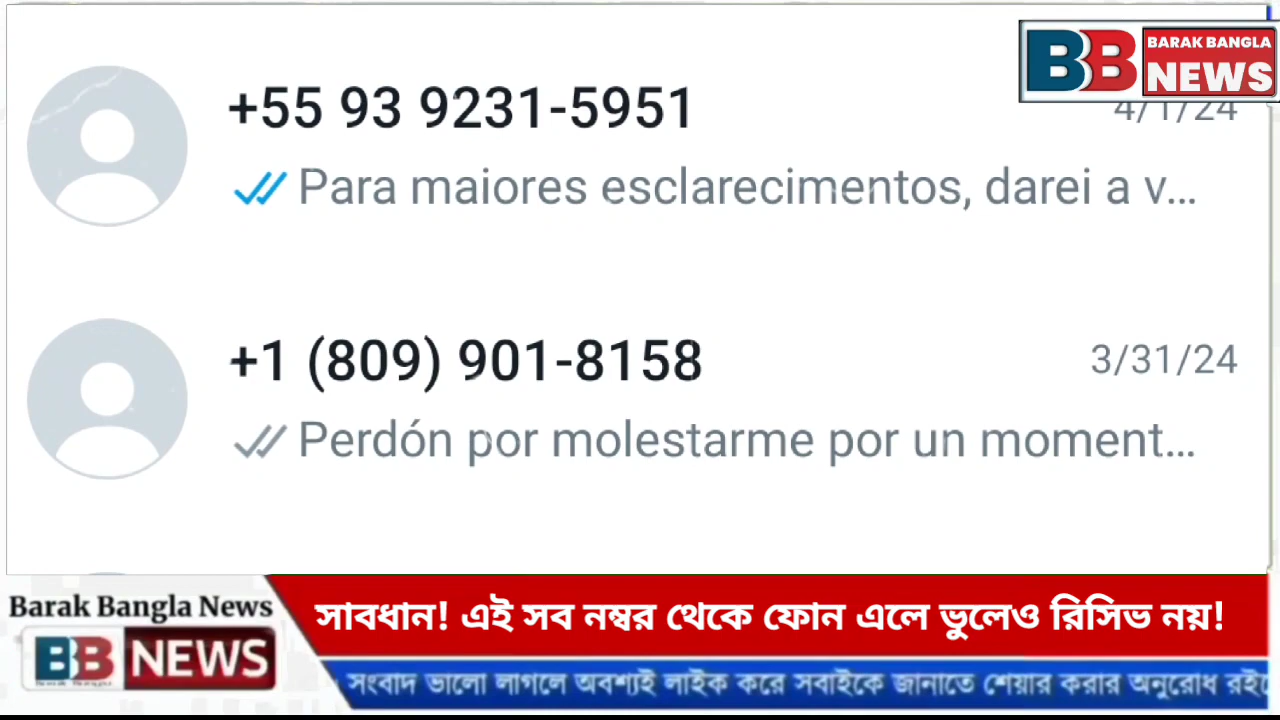 BB BARAK BANGLA
NEWS
+55 93 9231-5951
4/1/24
Para maiores esclarecimentos, darei a v...
+1 (809) 901-8158
3/31/24
Perdón por molestarme por un moment...
Barak Bangla News
BB NEWS
সাবধান! এই সব নম্বর থেকে ফোন এলে ভুলেও রিসিভ নয়!
সংবাদ ভালো লাগলে অবশ্যই লাইক করে সবাইকে জানাতে শেয়ার করার অনুরোধ